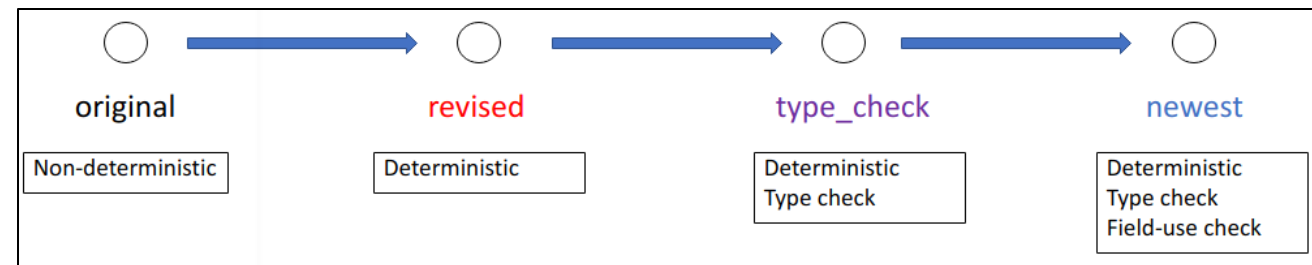 original
revised
type_check
newest
Non-deterministic
Deterministic
Deterministic
Type check
Deterministic
Type check
Field-use check